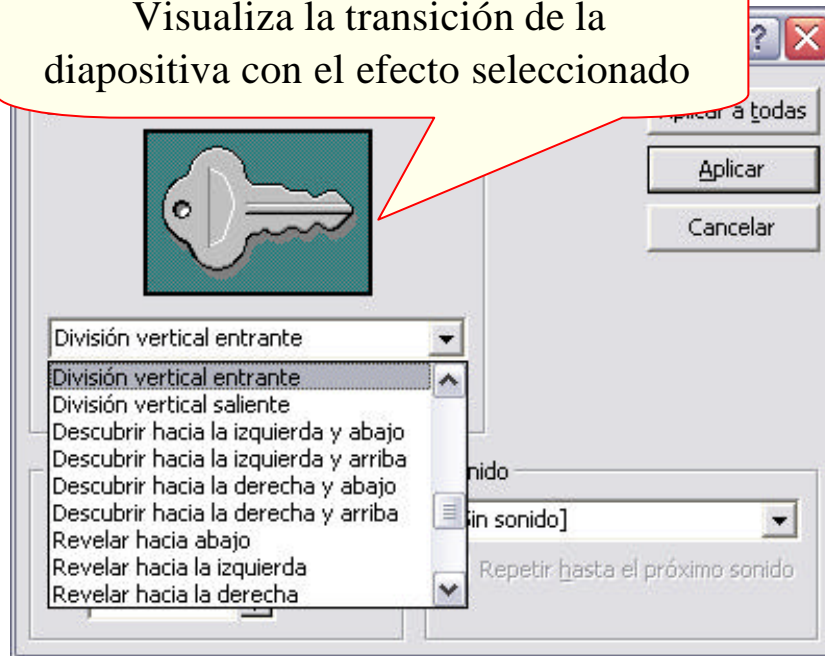 Visualiza la transición de la
diapositiva con el efecto seleccionado
?
a todas
Aplicar
Cancelar
División vertical entrante
División vertical entrante
División vertical saliente
Descubrir hacia la izquierda y abajo
Descubrir hacia la izquierda y arriba
Descubrir hacia la derecha y abajo
Descubrir hacia la derecha y arriba
Revelar hacia abajo
Revelar hacia la izquierda
Revelar hacia la derecha
nido
in sonido]
Repetir hasta el próximo sonido